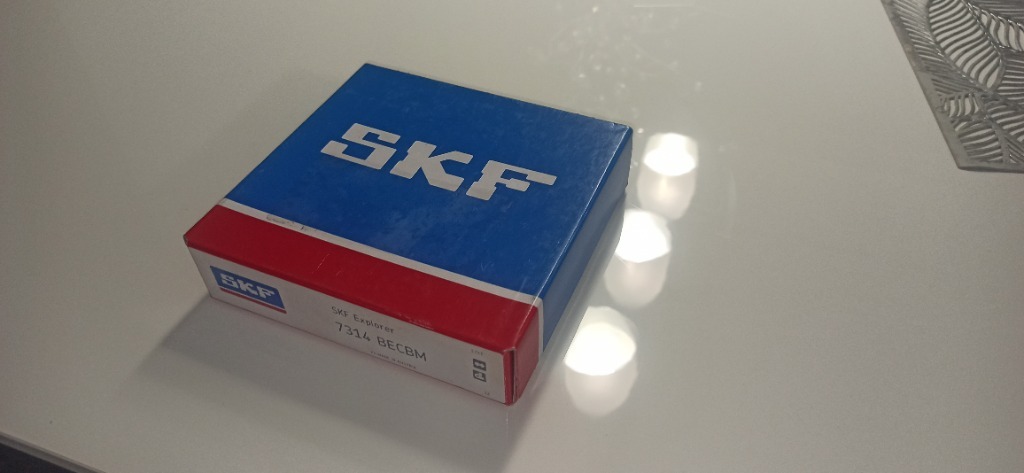 SKF
SKF
SKF Explorer
7314 BECBM